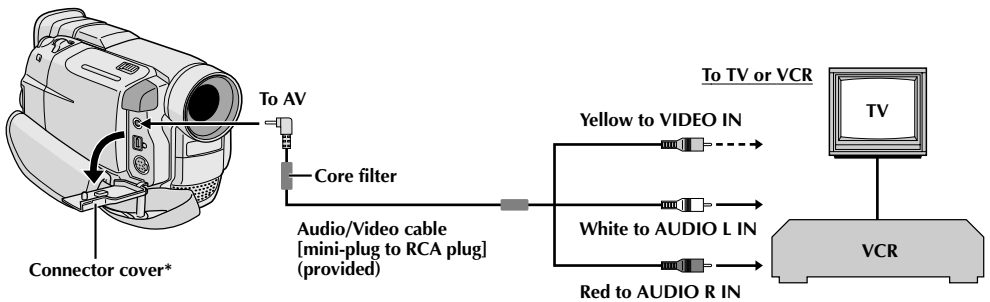 To TV or VCR
To AV
TV
Yellow to VIDEO IN
Core filter
Audio/Video cable
[mini-plug to RCA plug]
(provided)
White to AUDIO L IN
VCR
Connector cover*
Red to AUDIO R IN